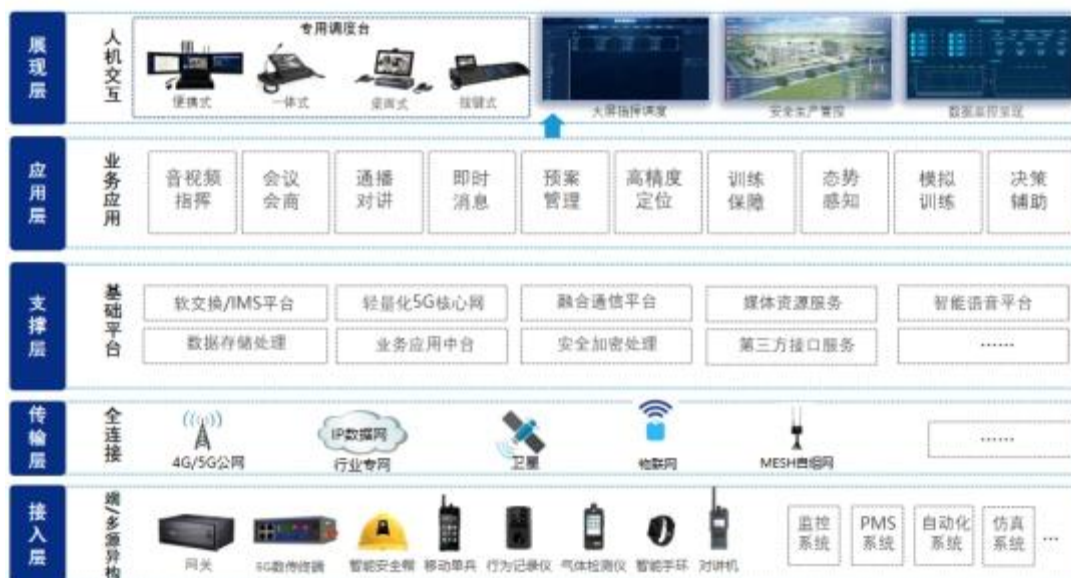 展现层
人机交互
专用调度台
便携式
一体式
桌面式
按键式
大屏指挥调度
安全生产管控
数据监控呈现
应用层
业务应用
音视频
指挥
会议
会商
通播
对讲
即时
消息
预案
管理
高精度
定位
训练
保障
态势
感知
模拟
训练
决策
辅助
支撑层
基础平台
软交换/IMS平台
轻量化5G核心网
融合通信平台
媒体资源服务
智能语音平台
数据存储处理
业务应用中台
安全加密处理
第三方接口服务
……
传输层
全连接
4G/5G公网
IP数据网
行业专网
卫星
物联网
MESH自组网
……
接入层
端/多源异构
网关
5G数传终端
智能安全帽
移动单兵
行为记录仪
气体检测仪
智能手环
对讲机
监控
系统
PMS
系统
自动化
系统
仿真
系统
…